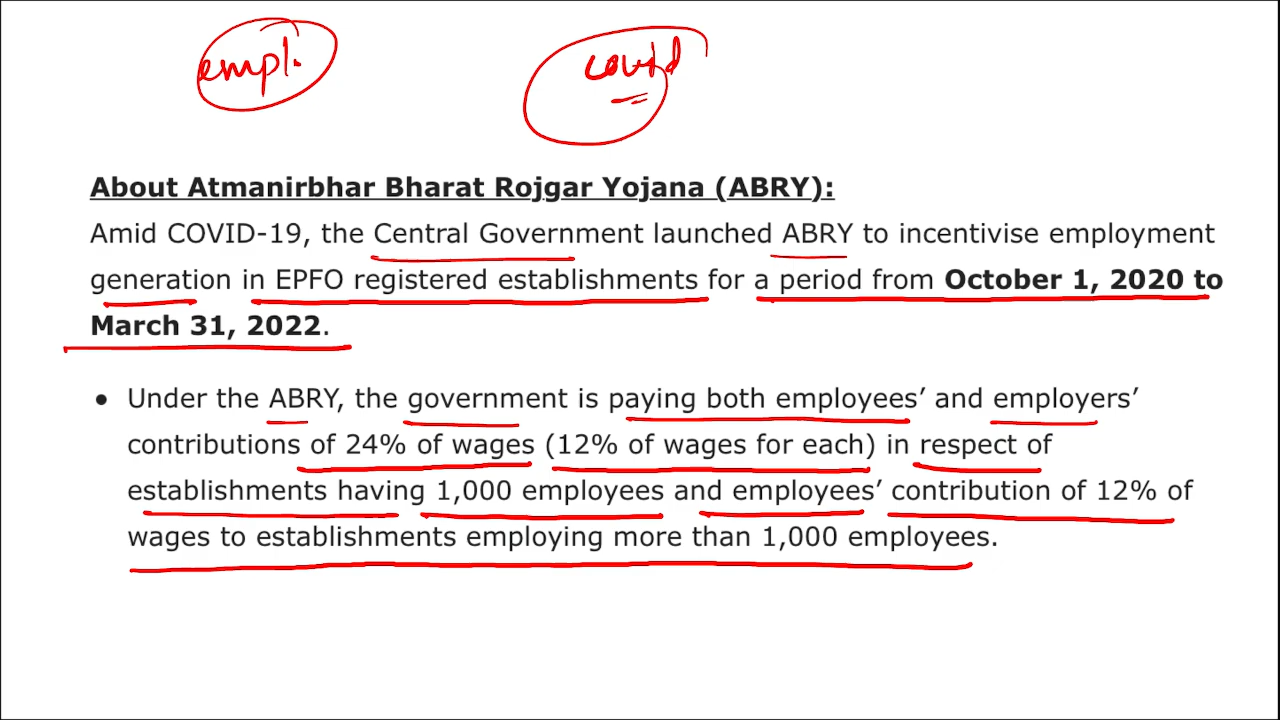 empl. covid
About Atmanirbhar Bharat Rojgar Yojana (ABRY):
Amid COVID-19, the Central Government launched ABRY to incentivise employment
generation in EPFO registered establishments for a period from October 1, 2020 to
March 31, 2022.
● Under the ABRY, the government is paying both employees’ and employers’
contributions of 24% of wages (12% of wages for each) in respect of
establishments having 1,000 employees and employees’ contribution of 12% of
wages to establishments employing more than 1,000 employees.